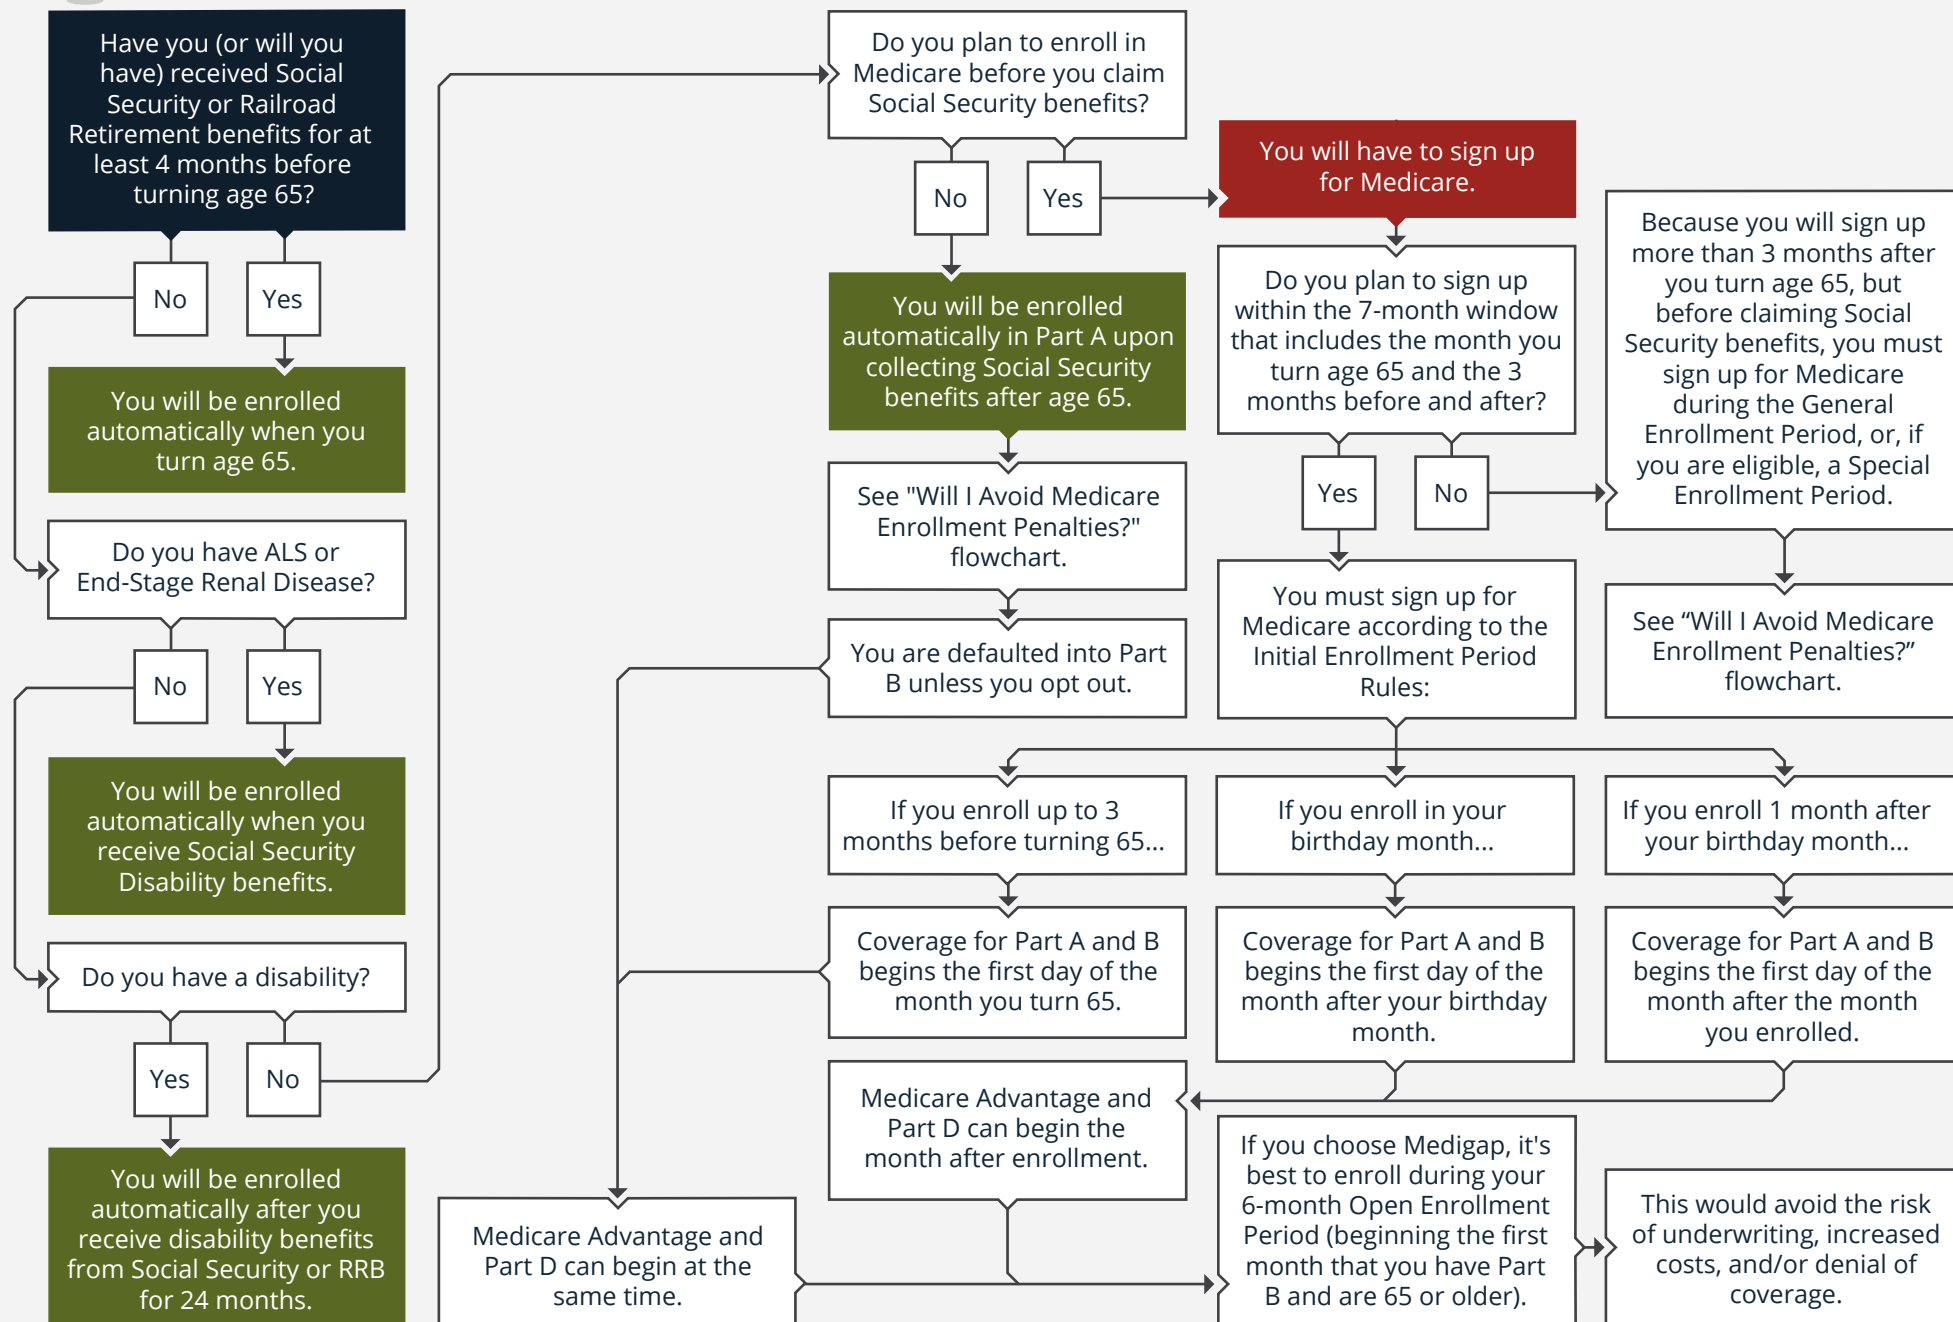 Have you (or will you
have) received Social
Security or Railroad
Retirement benefits for at
least 4 months before
turning age 65?
No
Yes
You will be enrolled
automatically when you
turn age 65.
Do you have ALS or
End-Stage Renal Disease?
No
Yes
You will be enrolled
automatically when you
receive Social Security
Disability benefits.
Do you have a disability?
Yes
No
You will be enrolled
automatically after you
receive disability benefits
from Social Security or RRB
for 24 months.
Do you plan to enroll in
Medicare before you claim
Social Security benefits?
No
Yes
You will be enrolled
automatically in Part A upon
collecting Social Security
benefits after age 65.
See "Will I Avoid Medicare
Enrollment Penalties?"
flowchart.
You are defaulted into Part
B unless you opt out.
You will have to sign up
for Medicare.
Do you plan to sign up
within the 7-month window
that includes the month you
turn age 65 and the 3
months before and after?
Yes
No
Because you will sign up
more than 3 months after
you turn age 65, but
before claiming Social
Security benefits, you must
sign up for Medicare
during the General
Enrollment Period, or, if
you are eligible, a Special
Enrollment Period.
See “Will I Avoid Medicare
Enrollment Penalties?”
flowchart.
You must sign up for
Medicare according to the
Initial Enrollment Period
Rules:
If you enroll up to 3
months before turning 65...
If you enroll in your
birthday month...
If you enroll 1 month after
your birthday month...
Coverage for Part A and B
begins the first day of the
month you turn 65.
Coverage for Part A and B
begins the first day of the
month after your birthday
month.
Coverage for Part A and B
begins the first day of the
month after the month
you enrolled.
Medicare Advantage and
Part D can begin the
month after enrollment.
Medicare Advantage and
Part D can begin at the
same time.
If you choose Medigap, it's
best to enroll during your
6-month Open Enrollment
Period (beginning the first
month that you have Part
B and are 65 or older).
This would avoid the risk
of underwriting, increased
costs, and/or denial of
coverage.